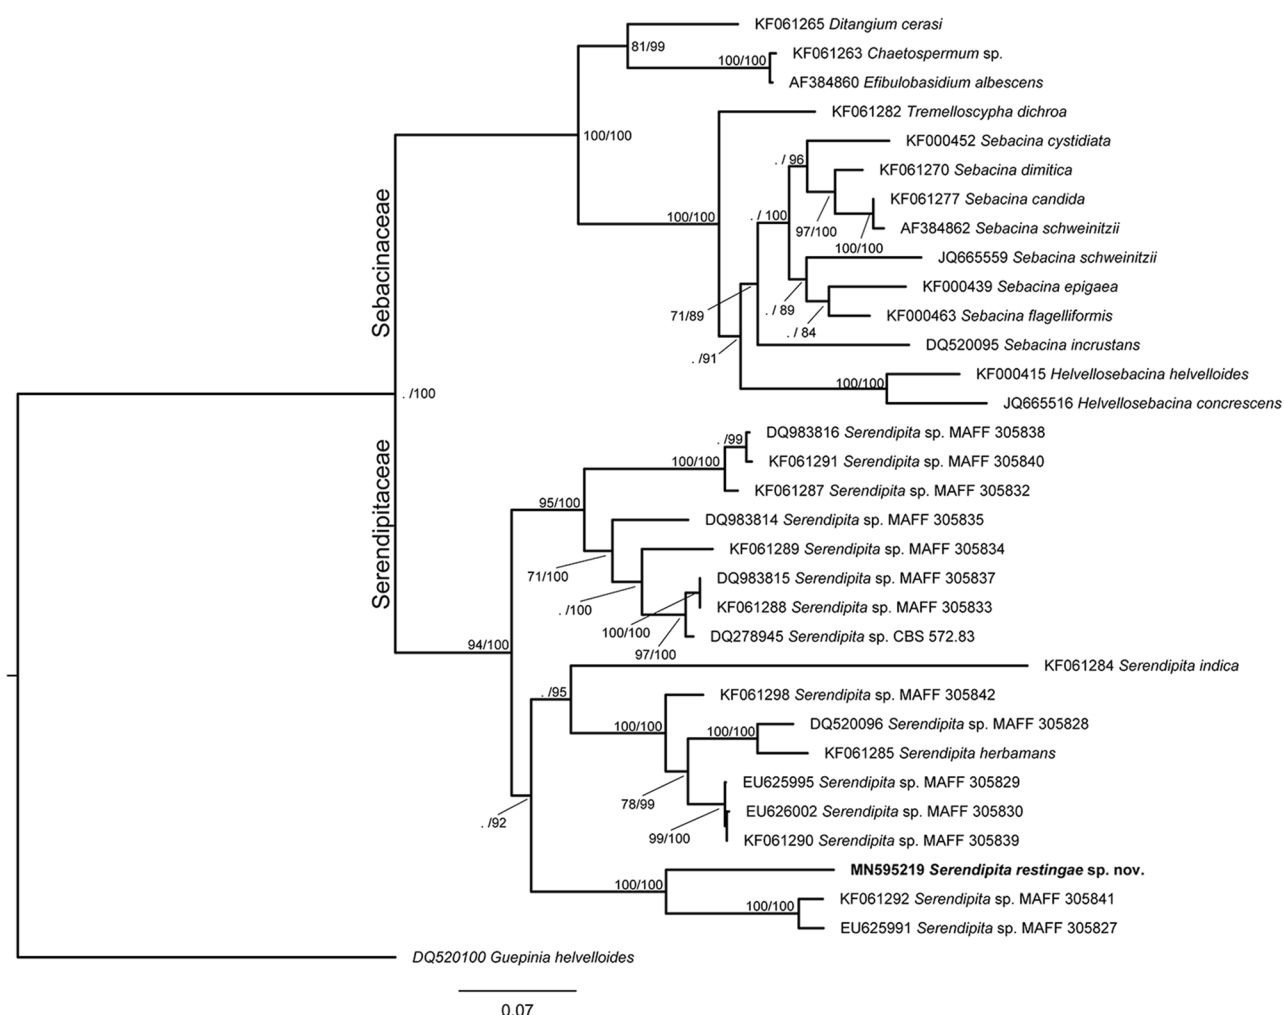 KF061265 Ditangium cerasi
81/99
KF061263 Chaetospermum sp.
100/100
AF384860 Efibulobasidium albescens
KF061282 Tremelloscypha dichroa
100/100
KF000452 Sebacina cystidiata
. / 96
KF061270 Sebacina dimitica
KF061277 Sebacina candida
100/100
. / 100
AF384862 Sebacina schweinitzii
97/100
100/100
JQ665559 Sebacina schweinitzii
KF000439 Sebacina epigaea
71/89
. / 89
KF000463 Sebacina flagelliformis
. / 84
DQ520095 Sebacina incrustans
. /91
KF000415 Helvellosebacina helvelloides
100/100
JQ665516 Helvellosebacina concrescens
Sebacinaceae
. /100
Serendipitaceae
DQ983816 Serendipita sp. MAFF 305838
. /99
KF061291 Serendipita sp. MAFF 305840
100/100
KF061287 Serendipita sp. MAFF 305832
95/100
DQ983814 Serendipita sp. MAFF 305835
KF061289 Serendipita sp. MAFF 305834
71/100
DQ983815 Serendipita sp. MAFF 305837
. /100
KF061288 Serendipita sp. MAFF 305833
100/100
DQ278945 Serendipita sp. CBS 572.83
94/100
97/100
KF061284 Serendipita indica
. /95
KF061298 Serendipita sp. MAFF 305842
100/100
DQ520096 Serendipita sp. MAFF 305828
100/100
KF061285 Serendipita herbamans
EU625995 Serendipita sp. MAFF 305829
78/99
EU626002 Serendipita sp. MAFF 305830
. /92
99/100
KF061290 Serendipita sp. MAFF 305839
MN595219 Serendipita restingae sp. nov.
100/100
KF061292 Serendipita sp. MAFF 305841
100/100
EU625991 Serendipita sp. MAFF 305827
DQ520100 Guepinia helvelloides
0.07